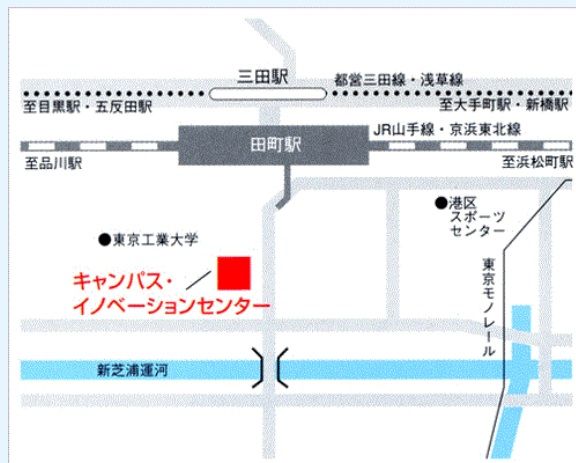 三田駅
都営三田線・浅草線
至目黒駅・五反田駅
至大手町駅・新橋駅
田町駅
JR山手線・京浜東北線
至品川駅
至浜松町駅
●港区
スポーツ
センター
●東京工業大学
キャンパス・
イノベーションセンター
東京モノレール
新芝浦運河